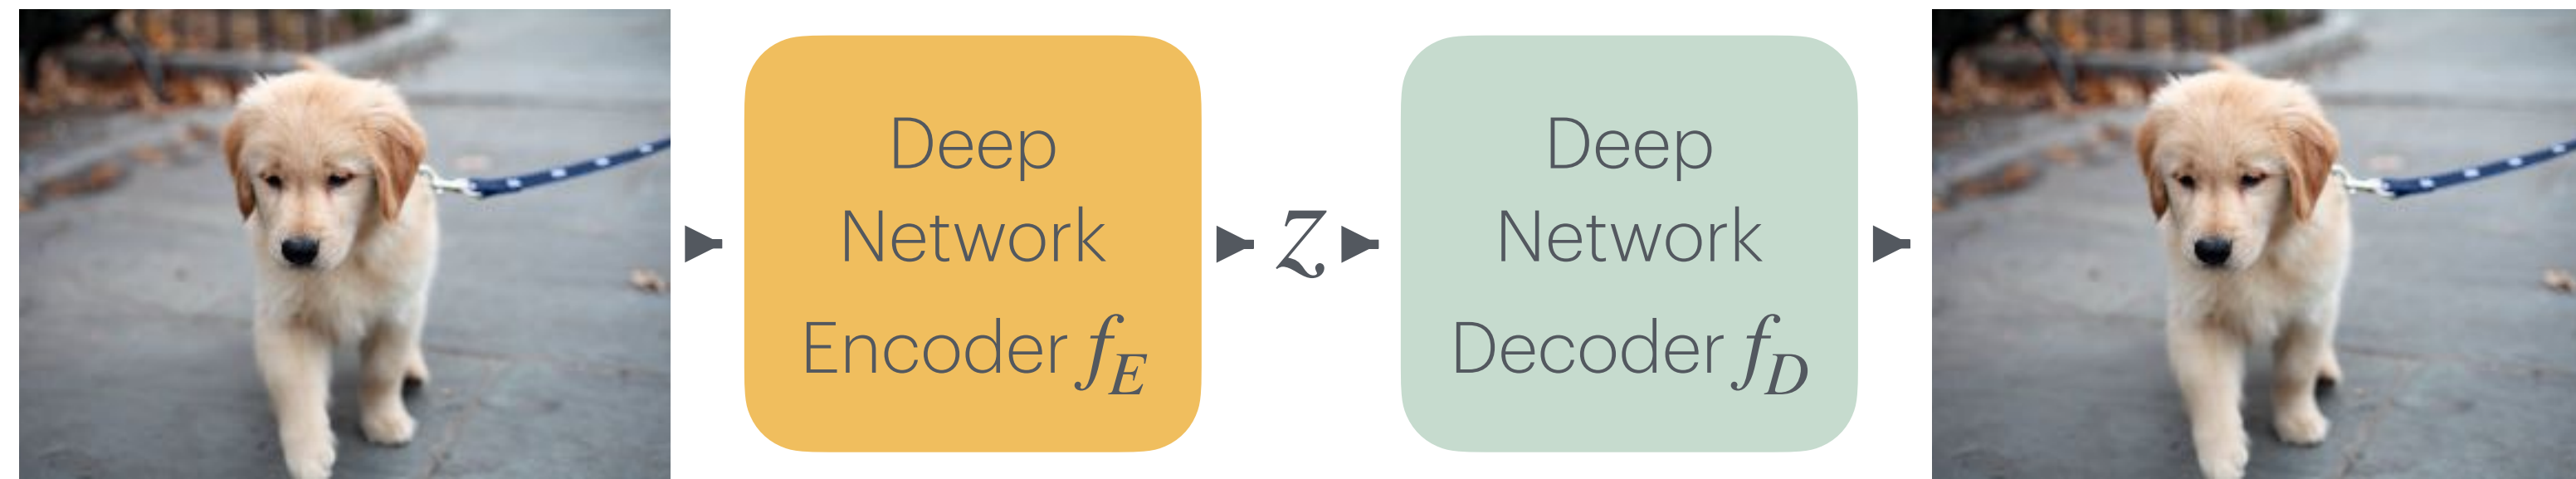 Deep
Network
Encoder f_E
z
Deep
Network
Decoder f_D